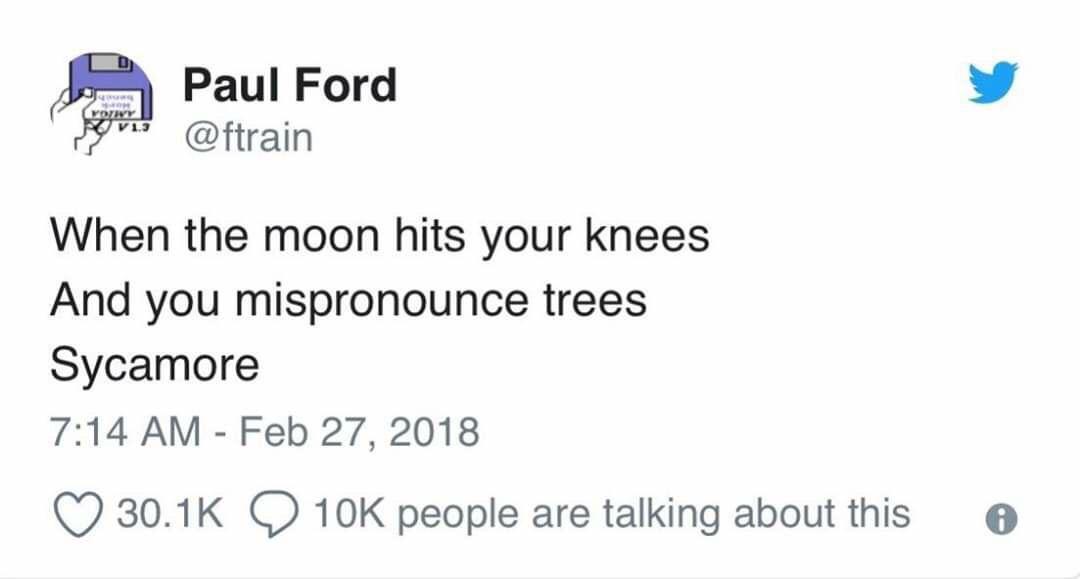 Paul Ford
@ftrain
When the moon hits your knees
And you mispronounce trees
Sycamore
7:14 AM - Feb 27, 2018
30.1K 10K people are talking about this